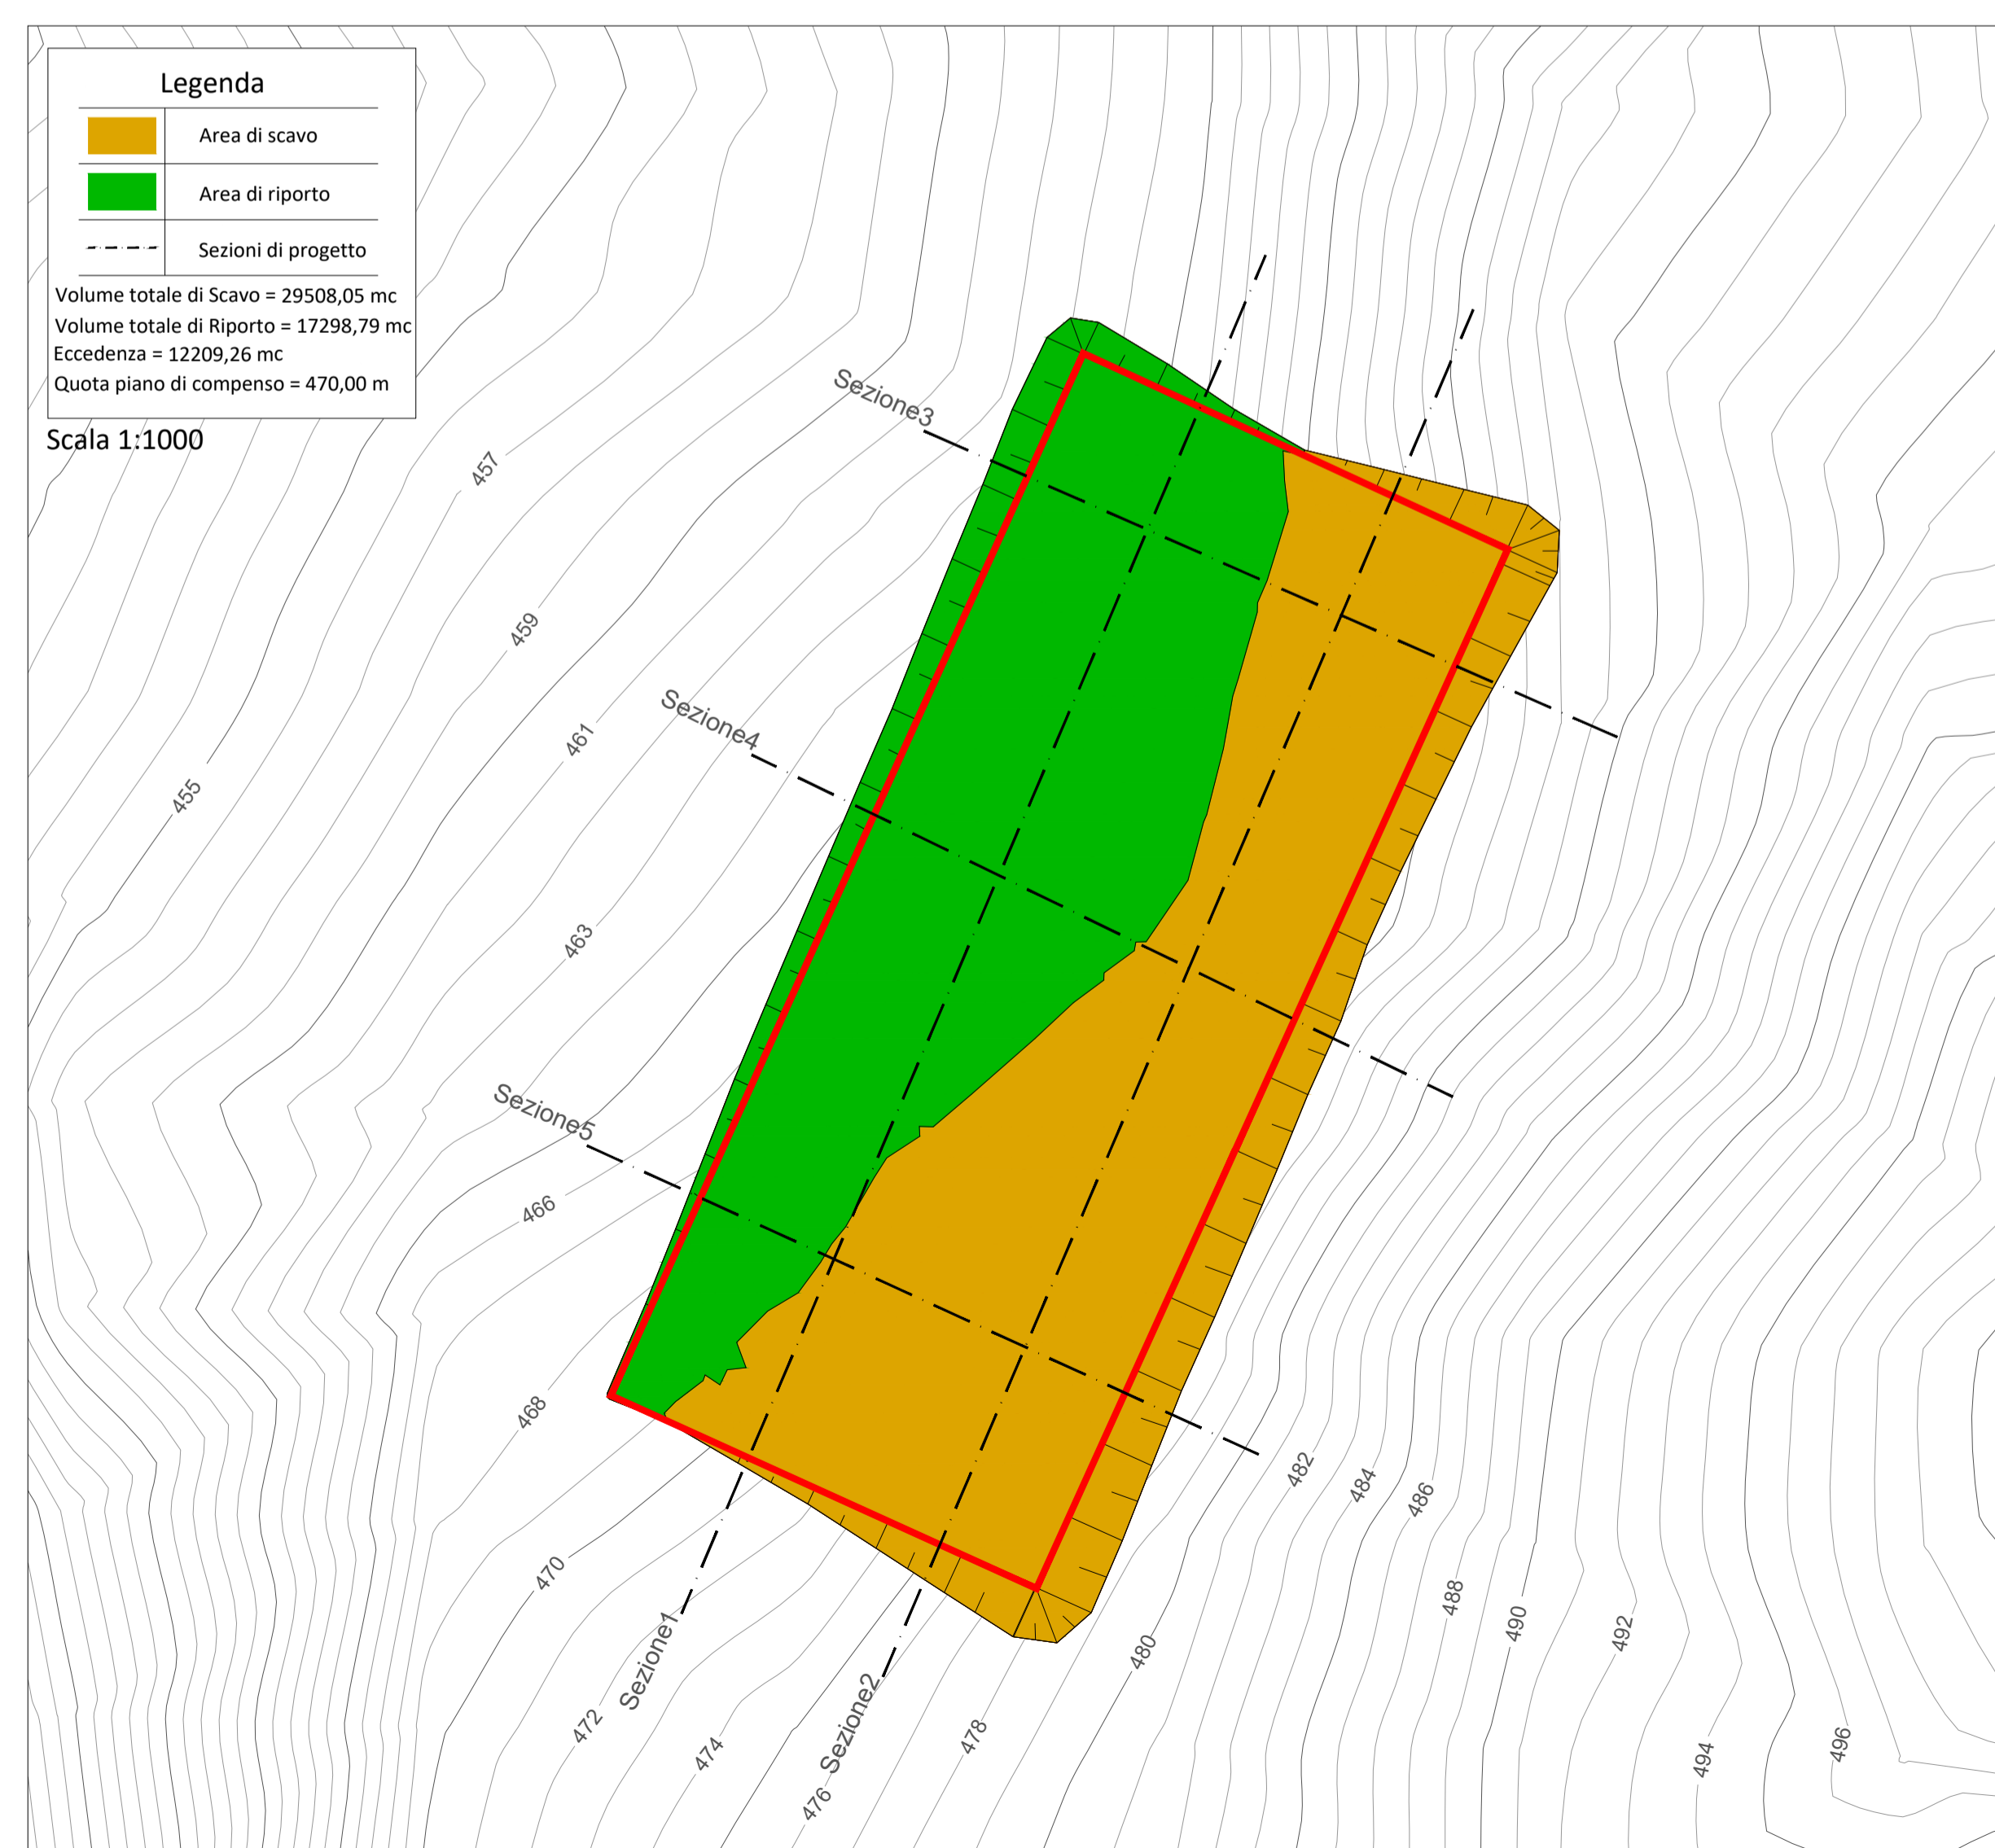 Legenda
Area di scavo
Area di riporto
Sezioni di progetto
Volume totale di Scavo = 29508,05 mc
Volume totale di Riporto = 17298,79 mc
Eccedenza = 12209,26 mc
Quota piano di compenso = 470,00 m
Scala 1:1000
Sezione3
457
459
Sezione4
461
455
463
Sezione5
466
468
470
482
484
486
488
490
492
480
Sezione1
Sezione2
472
474
478
494
496
476